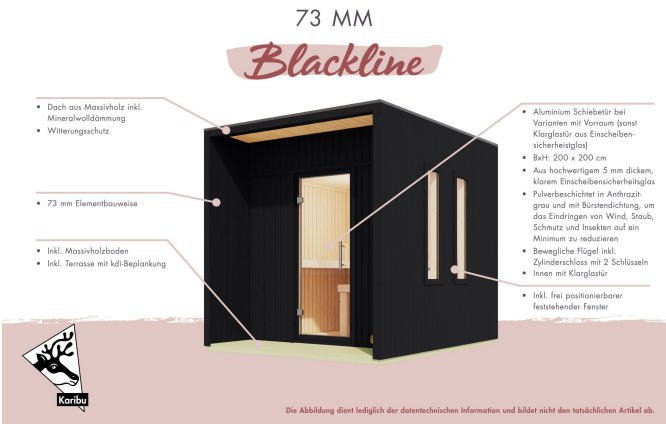 73 MM
Blackline
• Dach aus Massivholz inkl.
Mineralwolldämmung
• Witterungsschutz
• 73 mm Elementbauweise
• Inkl. Massivholzboden
• Inkl. Terrasse mit kdi-Beplankung
• Aluminium Schiebetür bei
Varianten mit Vorraum (sonst
Klarglastür aus Einscheiben-
sicherheistglas)
• BxH: 200 x 200 cm
• Aus hochwertigem 5 mm dickem,
klarem Einscheibensicherheitsglas
• Pulverbeschichtet in Anthrazit-
grau und mit Bürstendichtung, um
das Eindringen von Wind, Staub,
Schmutz und Insekten auf ein
Minimum zu reduzieren
• Bewegliche Flügel inkl.
Zylinderschloss mit 2 Schlüsseln
• Innen mit Klarglastür
• Inkl. frei positionierbarer
feststehender Fenster
Karibu
Die Abbildung dient lediglich der datentechnischen Information und bildet nicht den tatsächlichen Artikel ab.